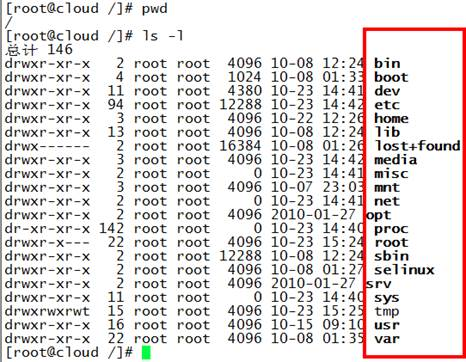 [root@cloud /]# pwd
/
[root@cloud /]# ls -l
总计 146
drwxr-xr-x 2 root root 4096 10-08 12:24 bin
drwxr-xr-x 4 root root 1024 10-08 01:33 boot
drwxr-xr-x 11 root root 4380 10-23 14:41 dev
drwxr-xr-x 94 root root 12288 10-23 14:42 etc
drwxr-xr-x 3 root root 4096 10-22 12:26 home
drwxr-xr-x 13 root root 4096 10-08 12:24 lib
drwx------ 2 root root 16384 10-08 01:26 lost+found
drwxr-xr-x 3 root root 4096 10-23 14:42 media
drwxr-xr-x 2 root root 0 10-23 14:41 misc
drwxr-xr-x 3 root root 4096 10-07 23:03 mnt
drwxr-xr-x 2 root root 0 10-23 14:41 net
drwxr-xr-x 2 root root 4096 2010-01-27 opt
dr-xr-xr-x 142 root root 0 10-23 14:40 proc
drwxr-x--- 22 root root 4096 10-23 15:24 root
drwxr-xr-x 2 root root 12288 10-08 12:24 sbin
drwxr-xr-x 2 root root 4096 10-08 01:27 selinux
drwxr-xr-x 2 root root 4096 2010-01-27 srv
drwxr-xr-x 11 root root 0 10-23 14:40 sys
drwxrwxrwt 15 root root 4096 10-23 15:25 tmp
drwxr-xr-x 16 root root 4096 10-15 09:10 usr
drwxr-xr-x 22 root root 4096 10-08 01:35 var
[root@cloud /]#